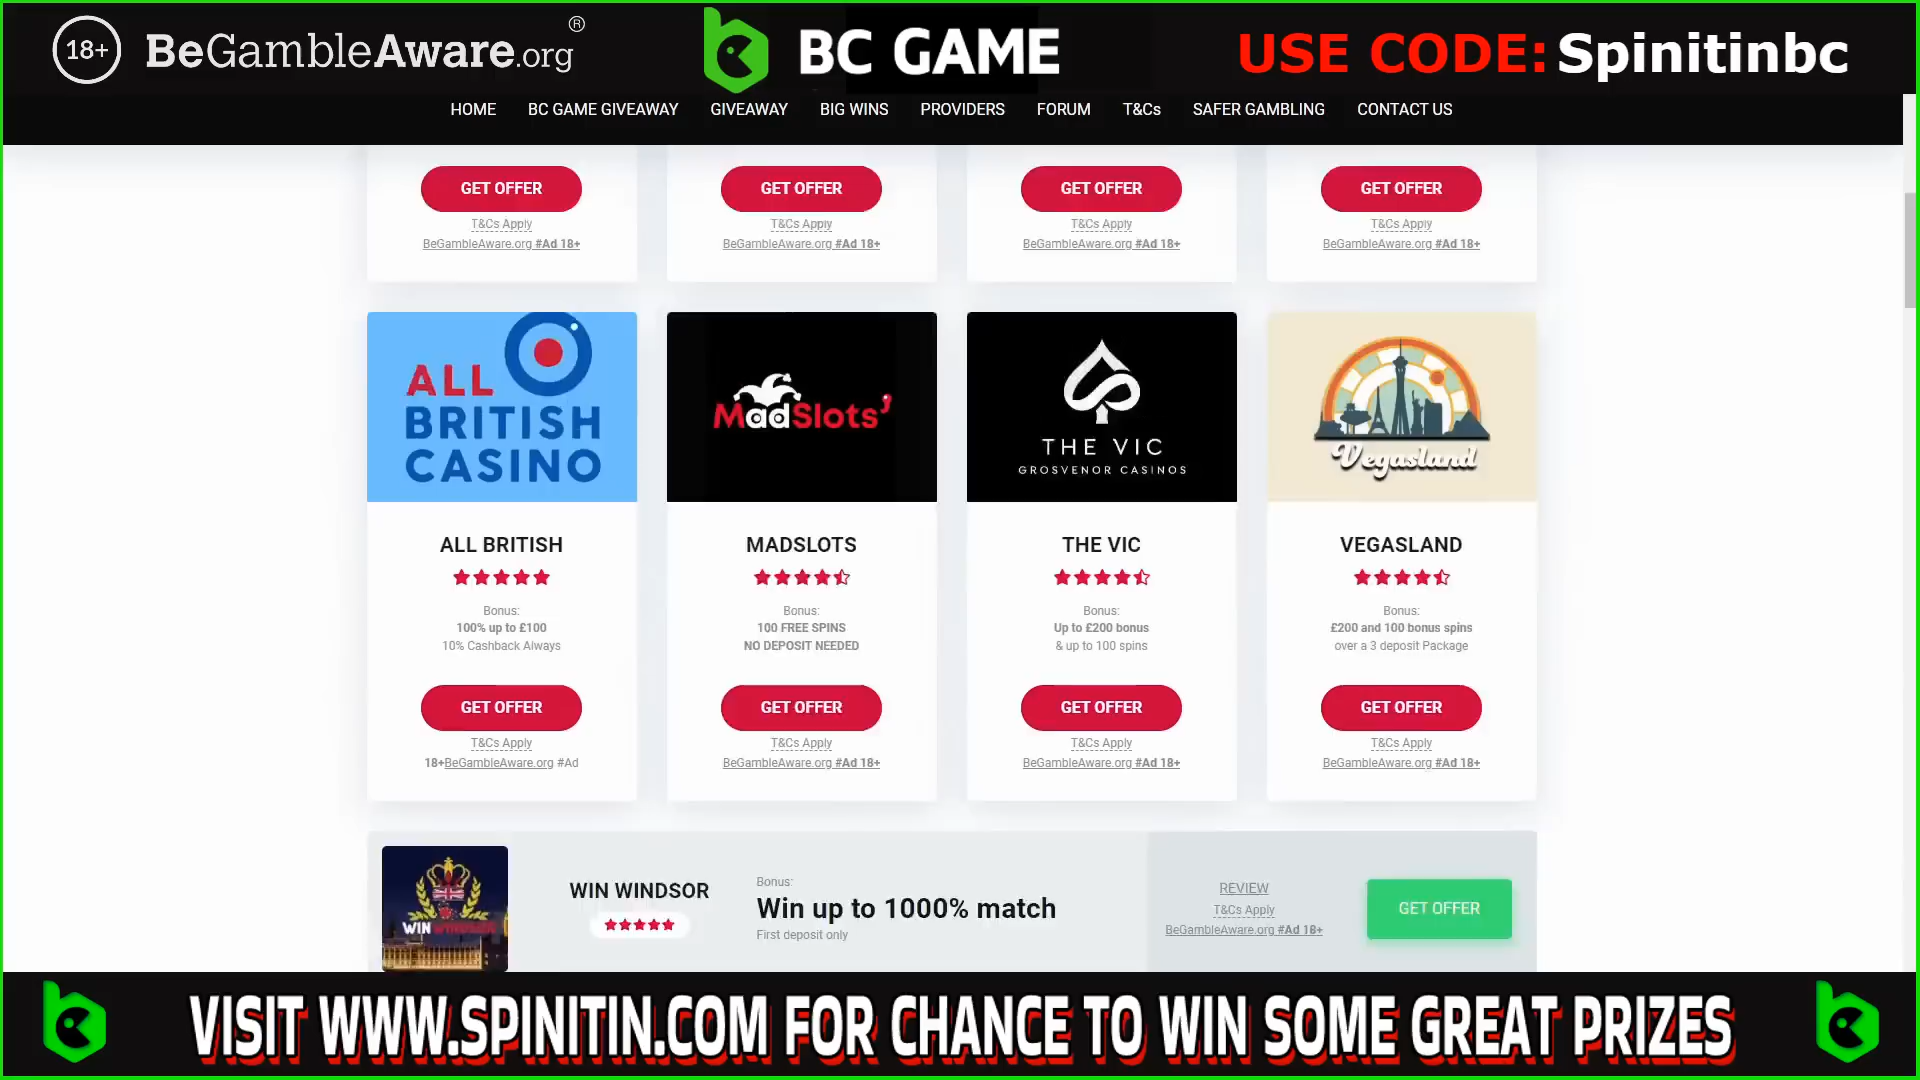 18+ BeGambleAware.org®
BC GAME
USE CODE: Spinitinbc
HOME BC GAME GIVEAWAY GIVEAWAY BIG WINS PROVIDERS FORUM T&Cs SAFER GAMBLING CONTACT US
GET OFFER GET OFFER GET OFFER GET OFFER
T&Cs Apply T&Cs Apply T&Cs Apply T&Cs Apply
BeGambleAware.org #Ad 18+ BeGambleAware.org #Ad 18+ BeGambleAware.org #Ad 18+ BeGambleAware.org #Ad 18+
ALL
BRITISH
CASINO
MadSlots
THE VIC
GROSVENOR CASINOS
Vegasland
ALL BRITISH MADSLOTS THE VIC VEGASLAND
Bonus: Bonus: Bonus: Bonus:
100% up to £100 100 FREE SPINS Up to £200 bonus £200 and 100 bonus spins
10% Cashback Always NO DEPOSIT NEEDED & up to 100 spins over a 3 deposit Package
GET OFFER GET OFFER GET OFFER GET OFFER
T&Cs Apply T&Cs Apply T&Cs Apply T&Cs Apply
18+BeGambleAware.org #Ad BeGambleAware.org #Ad 18+ BeGambleAware.org #Ad 18+ BeGambleAware.org #Ad 18+
WIN WINDSOR
WIN WINDSOR
Bonus:
Win up to 1000% match
First deposit only
REVIEW
T&Cs Apply
BeGambleAware.org #Ad 18+
GET OFFER
VISIT WWW.SPINITIN.COM FOR CHANCE TO WIN SOME GREAT PRIZES